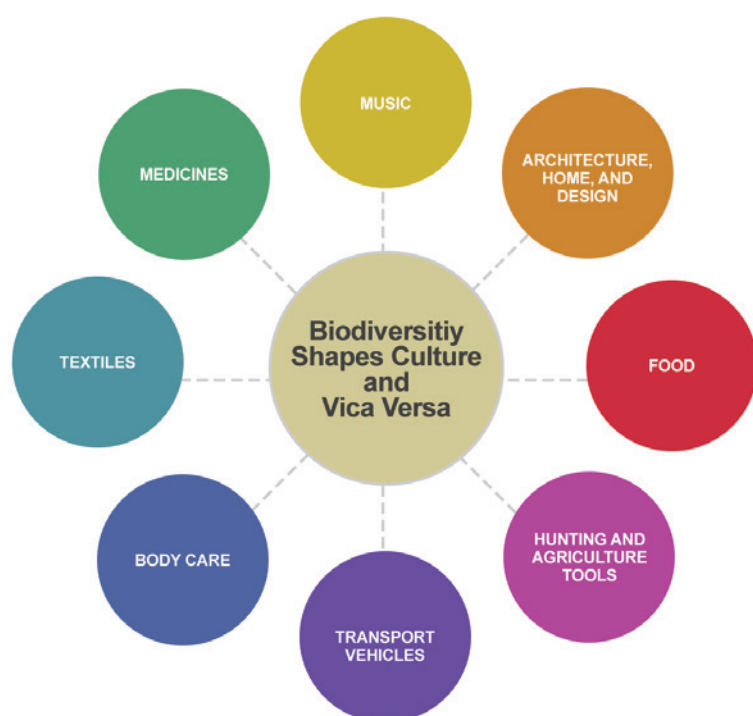 MUSIC
ARCHITECTURE,
HOME, AND
DESIGN
FOOD
HUNTING AND
AGRICULTURE
TOOLS
TRANSPORT
VEHICLES
BODY CARE
TEXTILES
MEDICINES
Biodiversitiy
Shapes Culture
and
Vica Versa